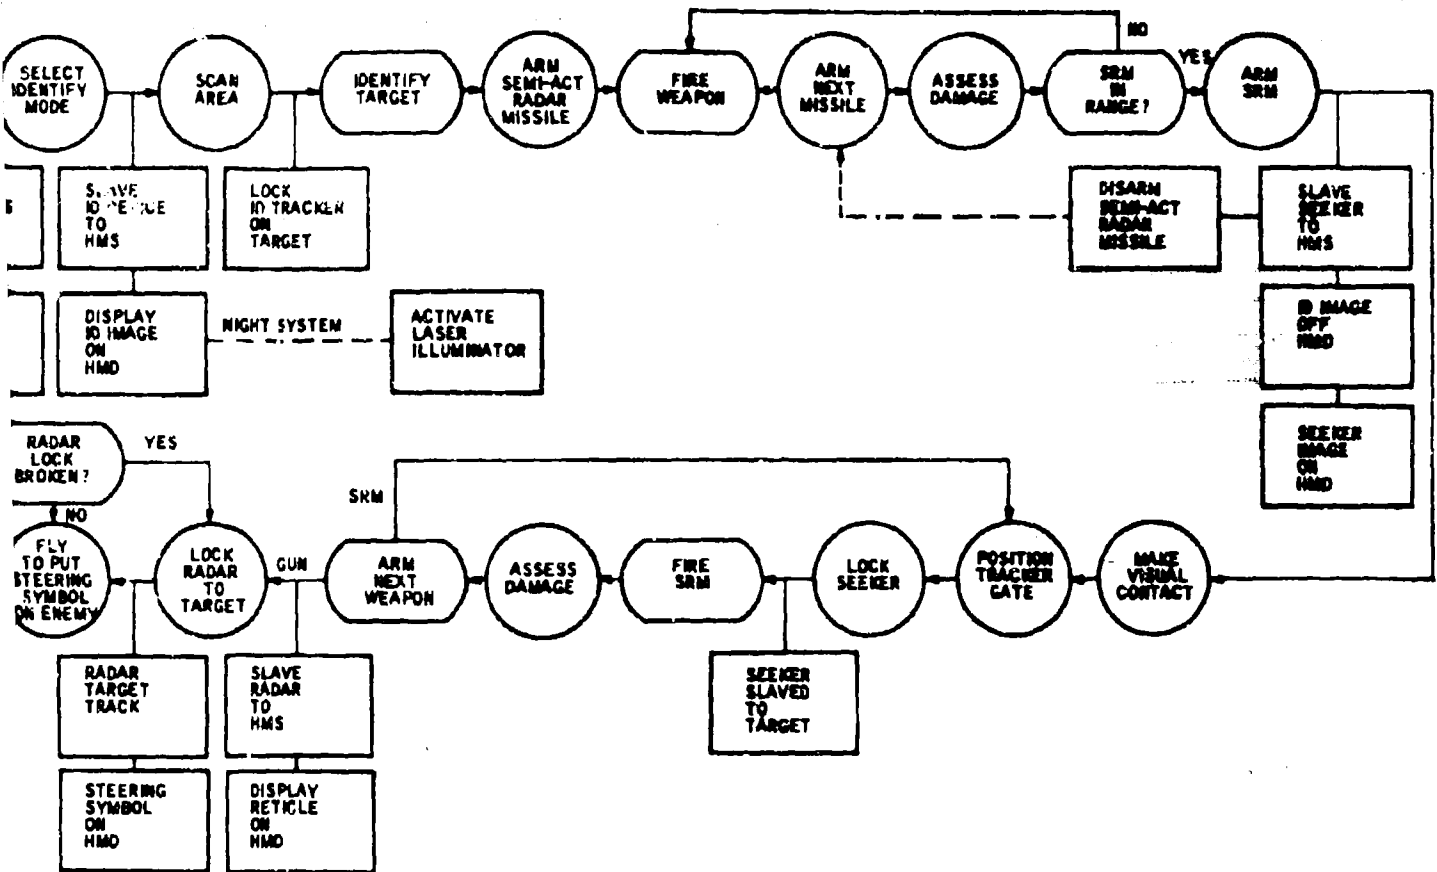 SELECT
IDENTIFY
MODE
SCAN
AREA
IDENTIFY
TARGET
ARM
SEMI-ACT
RADAR
MISSILE
FIRE
WEAPON
ARM
NEXT
MISSILE
ASSESS
DAMAGE
NO
SRM
IN
RANGE?
YES
ARM
SRM
SLAVE
ID DEVICE
TO
HMS
LOCK
ID TRACKER
ON
TARGET
DISARM
SEMI-ACT
RADAR
MISSILE
SLAVE
SEEKER
TO
HMS
DISPLAY
ID IMAGE
ON
HMD
NIGHT SYSTEM
ACTIVATE
LASER
ILLUMINATOR
ID IMAGE
OFF
HMD
SEEKER
IMAGE
ON
HMD
RADAR
LOCK
BROKEN?
YES
NO
FLY
TO PUT
STEERING
SYMBOL
ON ENEMY
LOCK
RADAR
TO
TARGET
GUN
SRM
ARM
NEXT
WEAPON
ASSESS
DAMAGE
FIRE
SRM
LOCK
SEEKER
POSITION
TRACKER
GATE
MAKE
VISUAL
CONTACT
RADAR
TARGET
TRACK
SLAVE
RADAR
TO
HMS
SEEKER
SLAVED
TO
TARGET
STEERING
SYMBOL
ON
HMD
DISPLAY
RETICLE
ON
HMD